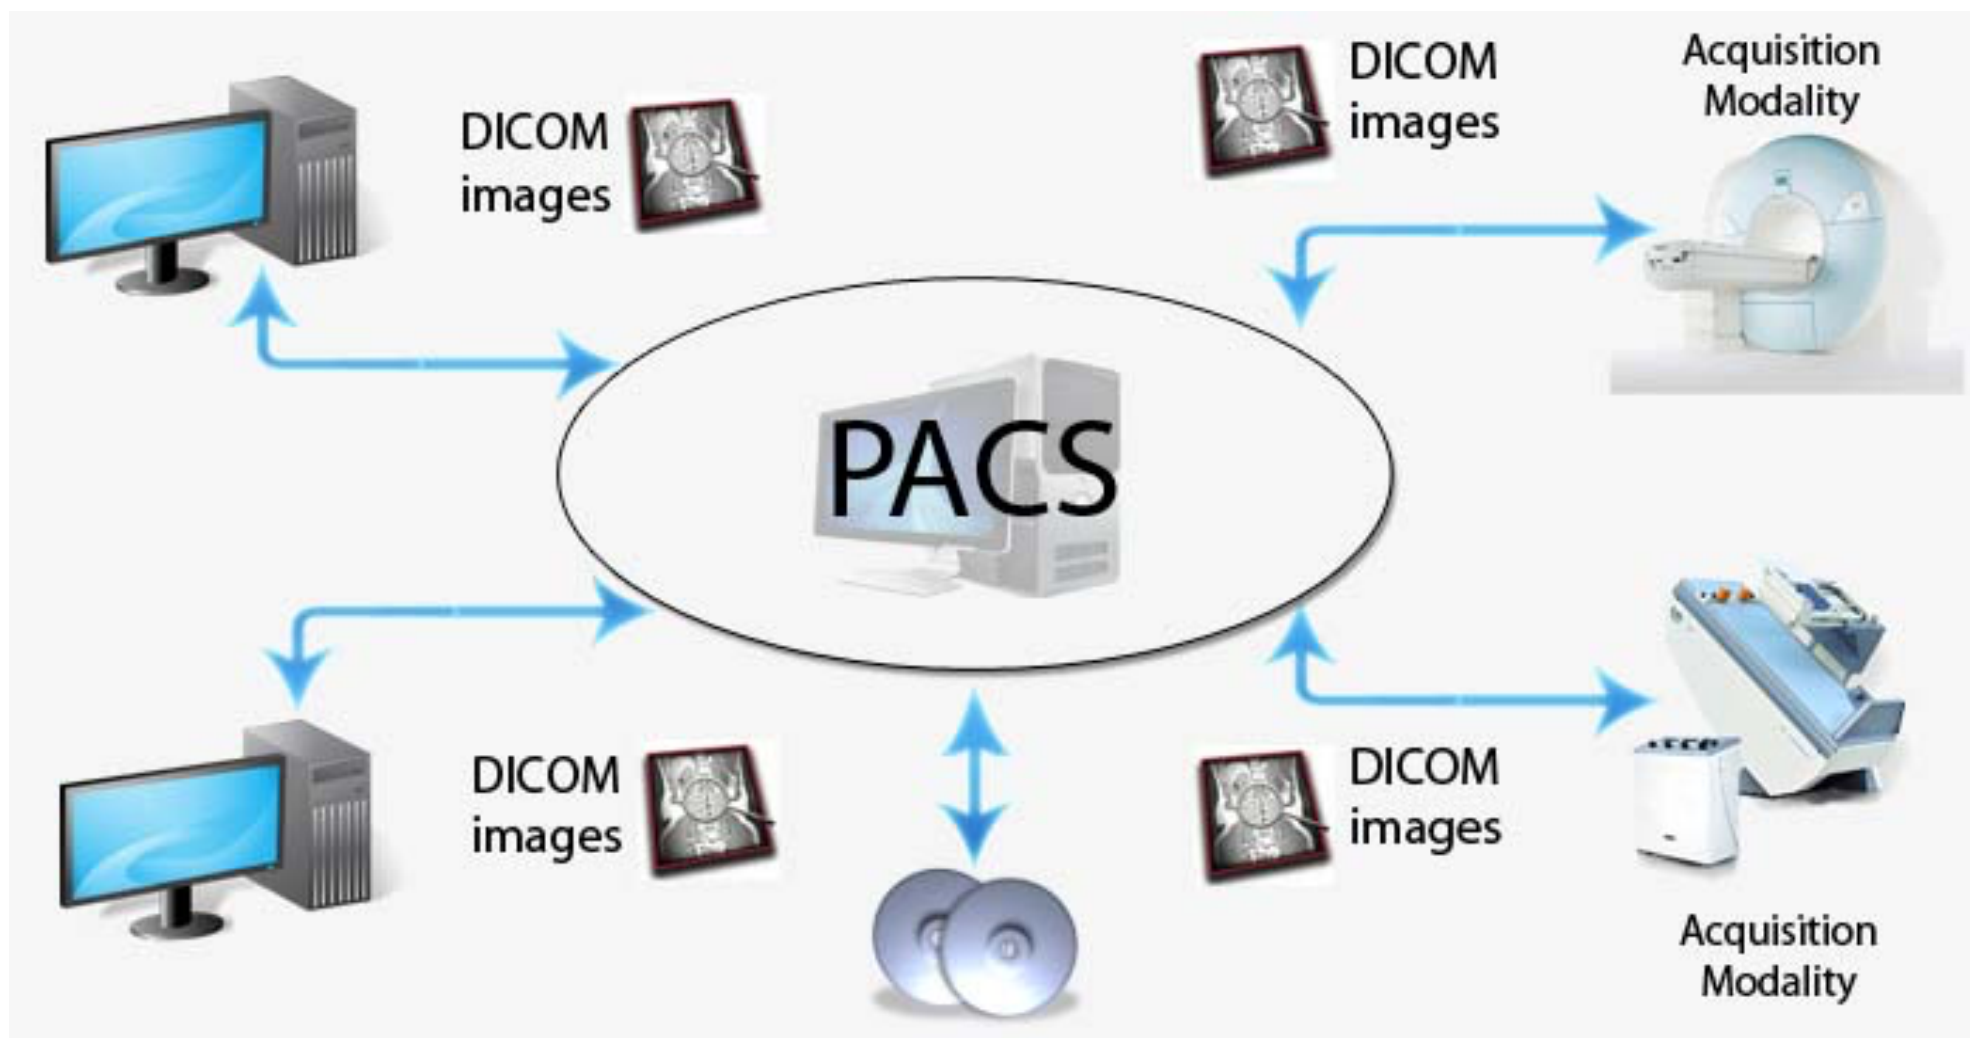 DICOM
images
DICOM
images
Acquisition
Modality
PACS
DICOM
images
DICOM
images
Acquisition
Modality